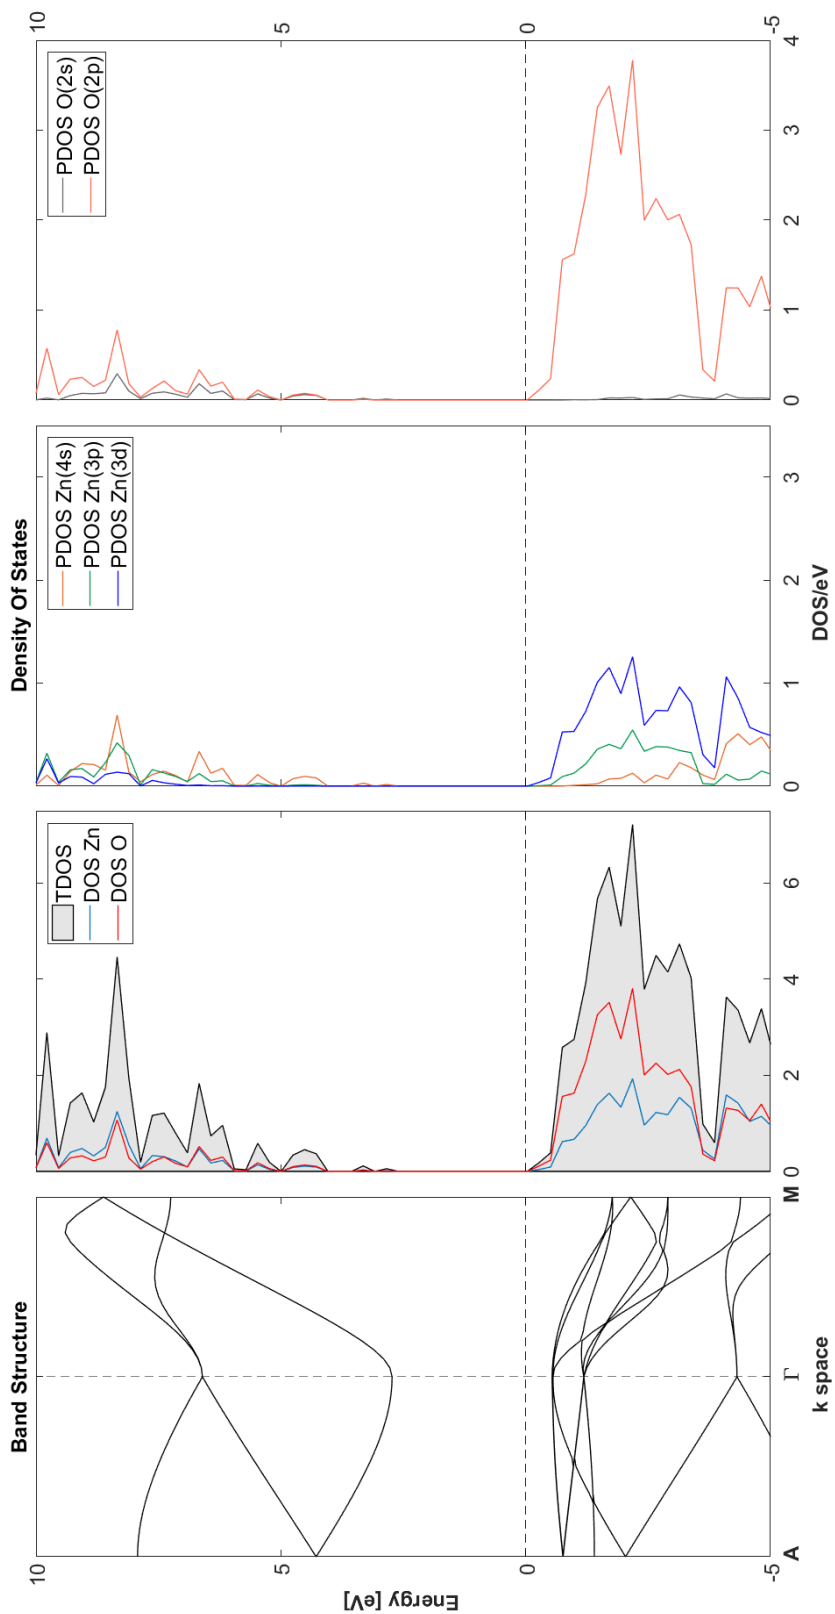 Band Structure
Density Of States
Energy [eV]
10
5
0
-5
A
Γ
M
k space
TDOS
DOS Zn
DOS O
0
2
4
6
PDOS Zn(4s)
PDOS Zn(3p)
PDOS Zn(3d)
0
1
2
3
DOS/eV
PDOS O(2s)
PDOS O(2p)
0
1
2
3
4
10
5
0
-5